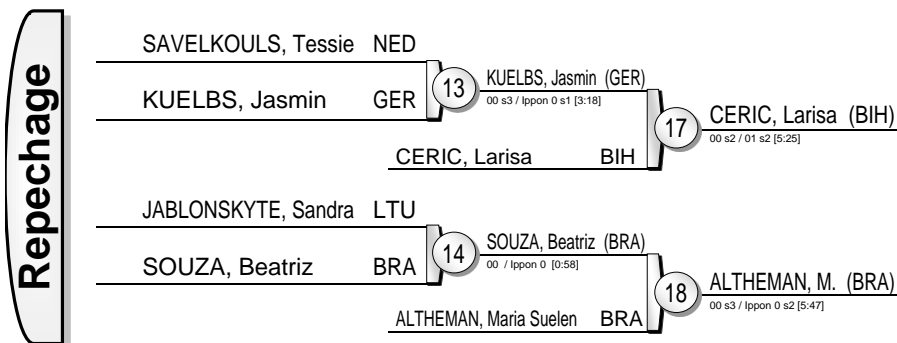 Repechage
SAVELKOULS, Tessie NED
KUELBS, Jasmin GER
13
KUELBS, Jasmin (GER)
00 s3 / Ippon 0 s1 [3:18]
CERIC, Larisa BIH
17
CERIC, Larisa (BIH)
00 s2 / 01 s2 [5:25]
JABLONSKYTE, Sandra LTU
SOUZA, Beatriz BRA
14
SOUZA, Beatriz (BRA)
00 / Ippon 0 [0:58]
ALTHEMAN, Maria Suelen BRA
18
ALTHEMAN, M. (BRA)
00 s3 / Ippon 0 s2 [5:47]